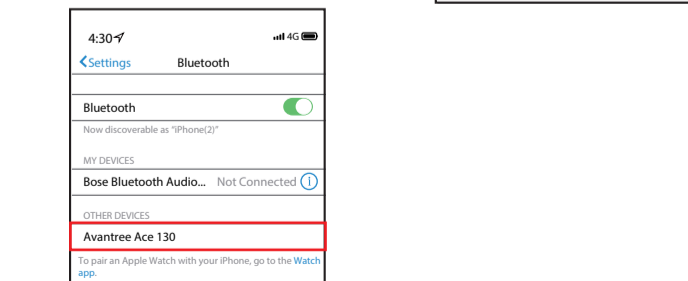 4:30 4G
Settings Bluetooth
Bluetooth
Now discoverable as “iPhone(2)”
MY DEVICES
Bose Bluetooth Audio... Not Connected i
OTHER DEVICES
Avantree Ace 130
To pair an Apple Watch with your iPhone, go to the Watch
app.